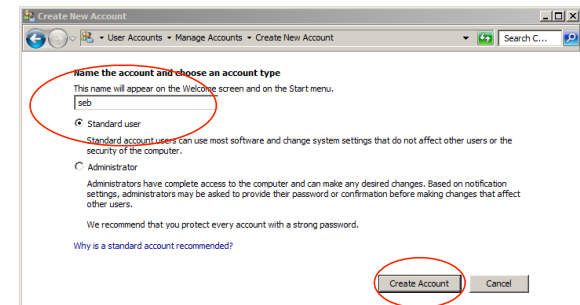 Create New Account
User Accounts Manage Accounts Create New Account Search C...
Name the account and choose an account type
This name will appear on the Welcome screen and on the Start menu.
seb
Standard user
Standard account users can use most software and change system settings that do not affect other users or the
security of the computer.
Administrator
Administrators have complete access to the computer and can make any desired changes. Based on notification
settings, administrators may be asked to provide their password or confirmation before making changes that affect
other users.
We recommend that you protect every account with a strong password.
Why is a standard account recommended?
Create Account Cancel